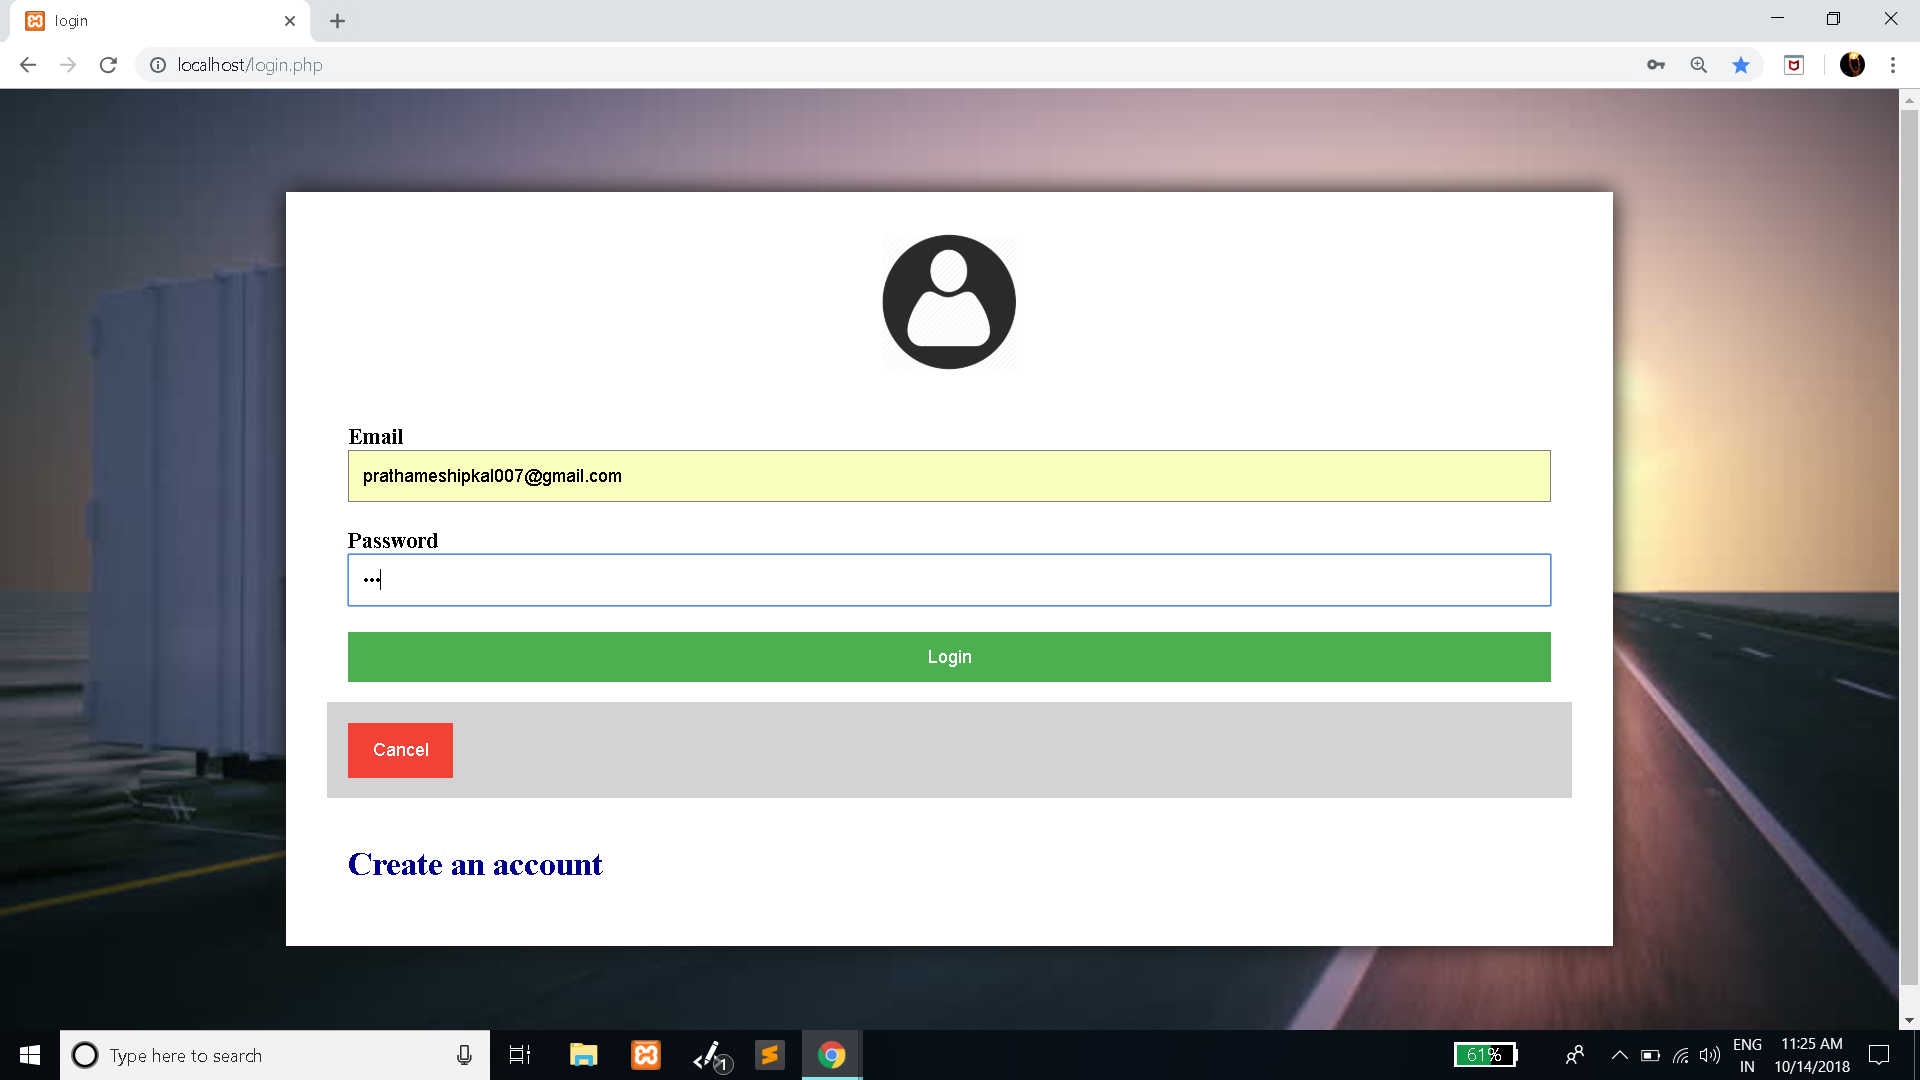 login
localhost/login.php
Email
prathameshipkal007@gmail.com
Password
•••
Login
Cancel
Create an account
Type here to search
1
61%
ENG
IN
11:25 AM
10/14/2018